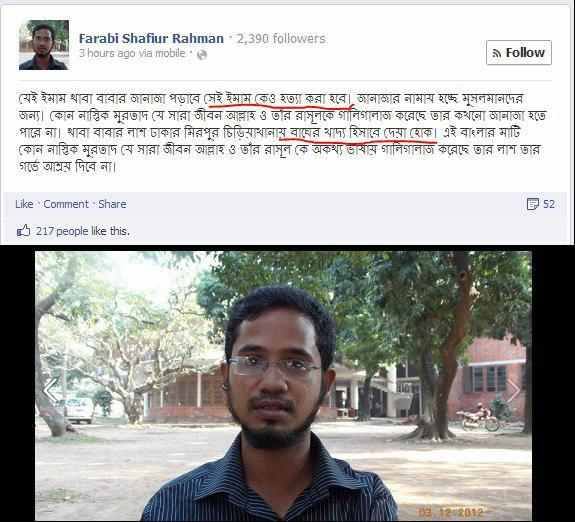 Farabi Shafiur Rahman · 2,390 followers
3 hours ago via mobile ·
Follow
যেই ইমাম থাবা বাবার জানাজা পড়াবে সেই ইমাম কেও হত্যা করা হবে। জানাজার নামায হচ্ছে মুসলমানদের
জন্য। কোন নাস্তিক মুরতাদ যে সারা জীবন আল্লাহ ও তাঁর রাসূলকে গালিগালাজ করেছে তার কখনো জানাজা হতে
পারে না। থাবা বাবার লাশ ঢাকার মিরপুর চিড়িয়াখানায় বাঘের খাদ্য হিসাবে দেয়া হোক। এই বাংলার মাটি
কোন নাস্তিক মুরতাদ যে সারা জীবন আল্লাহ ও তাঁর রাসূল কে অকথ্য ভাষায় গালিগালাজ করেছে তার লাশ তার
গর্ভে আশ্রয় দিবে না।
Like · Comment · Share
52
217 people like this.
03.12.2012